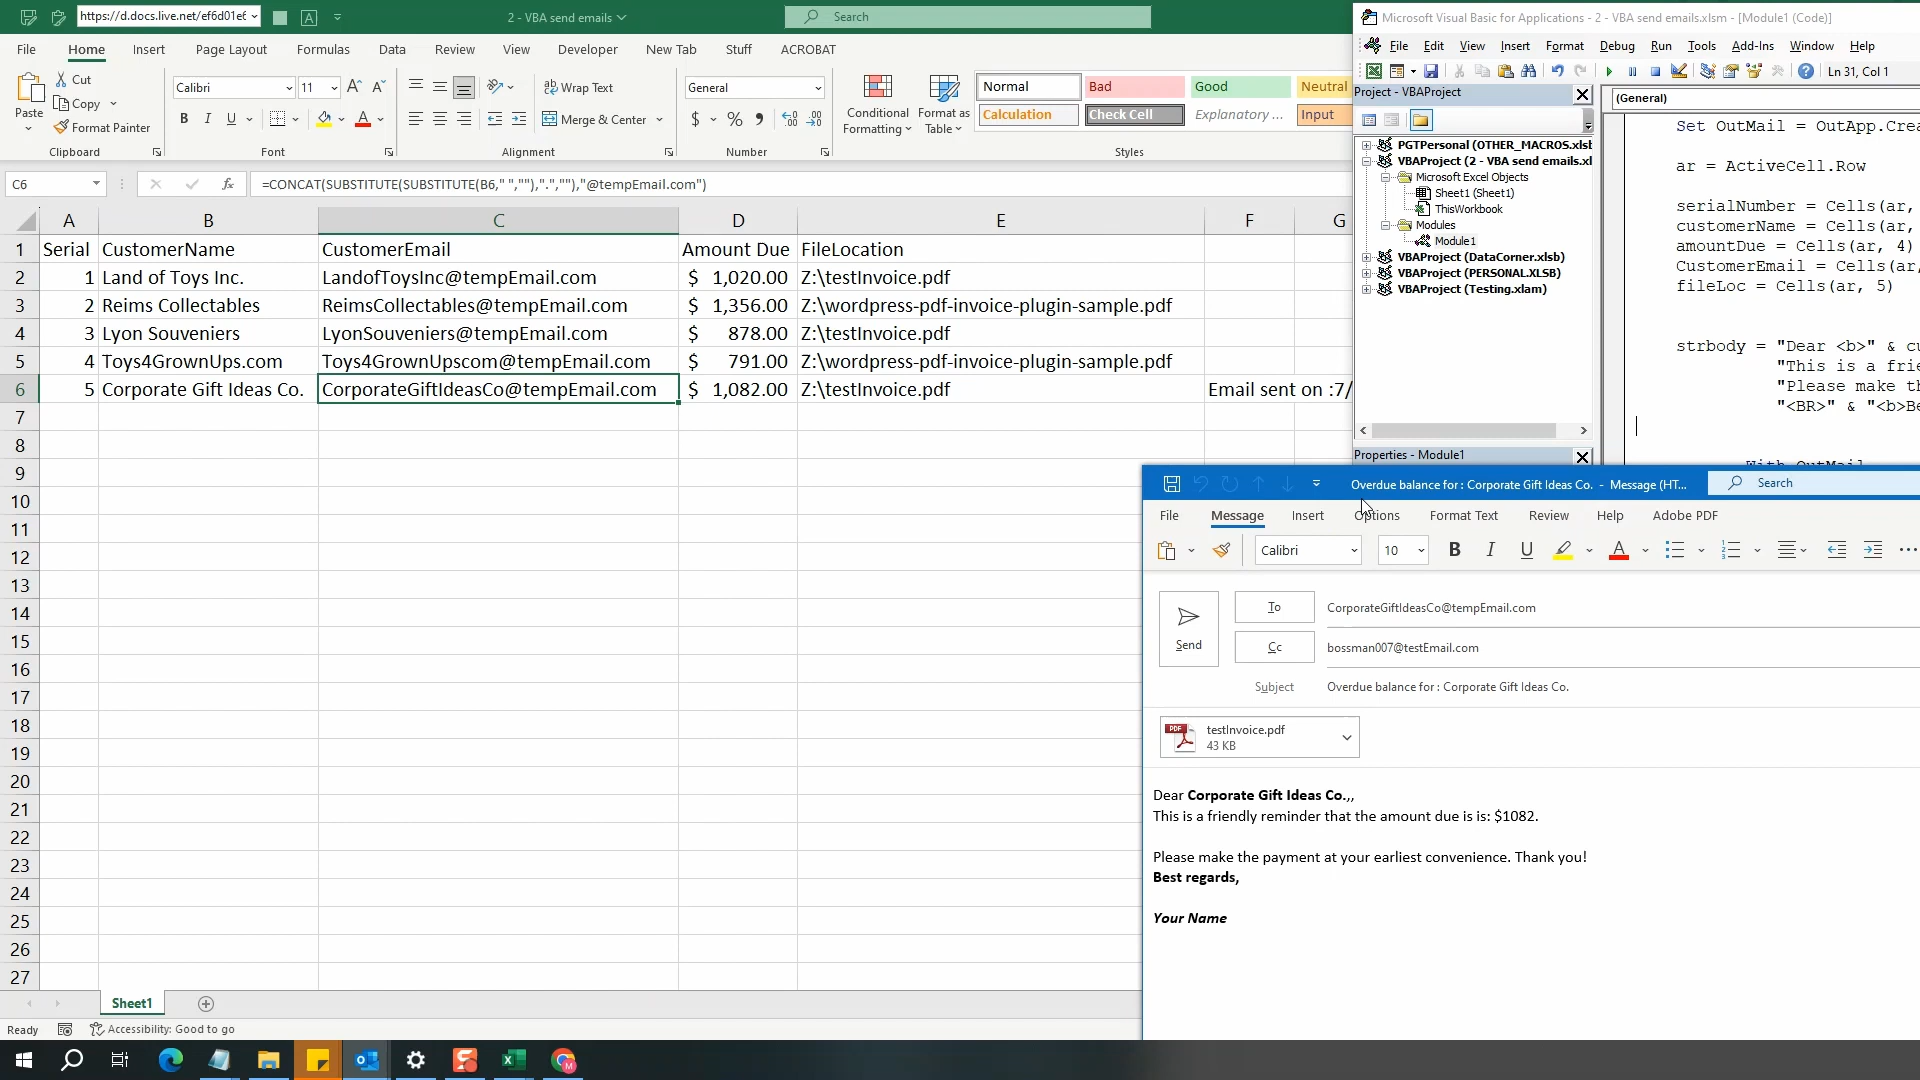 https://d.docs.live.net/ef6d01e6
2 - VBA send emails
Search
File Home Insert Page Layout Formulas Data Review View Developer New Tab Stuff ACROBAT
Paste
Cut
Copy
Format Painter
Clipboard
Calibri 11
B I U
Font
Wrap Text
Merge & Center
Alignment
General
$ % ,
Number
Conditional Formatting
Format as Table
Normal Bad Good Neutral
Calculation Check Cell Explanatory ... Input
Styles
C6
fx
=CONCAT(SUBSTITUTE(SUBSTITUTE(B6," ",""),".",""),"@tempEmail.com")
A B C D E F G
1 Serial CustomerName CustomerEmail Amount Due FileLocation
2 1 Land of Toys Inc. LandofToysInc@tempEmail.com $ 1,020.00 Z:\testInvoice.pdf
3 2 Reims Collectables ReimsCollectables@tempEmail.com $ 1,356.00 Z:\wordpress-pdf-invoice-plugin-sample.pdf
4 3 Lyon Souveniers LyonSouveniers@tempEmail.com $ 878.00 Z:\testInvoice.pdf
5 4 Toys4GrownUps.com Toys4GrownUpscom@tempEmail.com $ 791.00 Z:\wordpress-pdf-invoice-plugin-sample.pdf
6 5 Corporate Gift Ideas Co. CorporateGiftIdeasCo@tempEmail.com $ 1,082.00 Z:\testInvoice.pdf Email sent on :7/
7
8
9
10
11
12
13
14
15
16
17
18
19
20
21
22
23
24
25
26
27
Sheet1
Ready
Accessibility: Good to go
Microsoft Visual Basic for Applications - 2 - VBA send emails.xlsm - [Module1 (Code)]
File Edit View Insert Format Debug Run Tools Add-Ins Window Help
Ln 31, Col 1
Project - VBAProject
PGTPersonal (OTHER_MACROS.xlsb
VBAProject (2 - VBA send emails.xl
Microsoft Excel Objects
Sheet1 (Sheet1)
ThisWorkbook
Modules
Module1
VBAProject (DataCorner.xlsb)
VBAProject (PERSONAL.XLSB)
VBAProject (Testing.xlam)
Properties - Module1
(General)
Set OutMail = OutApp.Crea
ar = ActiveCell.Row
serialNumber = Cells(ar,
customerName = Cells(ar,
amountDue = Cells(ar, 4)
CustomerEmail = Cells(ar,
fileLoc = Cells(ar, 5)
strbody = "Dear <b>" & cu
"This is a frie
"Please make th
"<BR>" & "<b>Be
With OutMail
Overdue balance for : Corporate Gift Ideas Co. - Message (HT...
Search
File Message Insert Options Format Text Review Help Adobe PDF
Calibri 10 B I U A
Send
To CorporateGiftIdeasCo@tempEmail.com
Cc bossman007@testEmail.com
Subject Overdue balance for : Corporate Gift Ideas Co.
PDF
testInvoice.pdf
43 KB
Dear Corporate Gift Ideas Co.,,
This is a friendly reminder that the amount due is is: $1082.
Please make the payment at your earliest convenience. Thank you!
Best regards,
Your Name